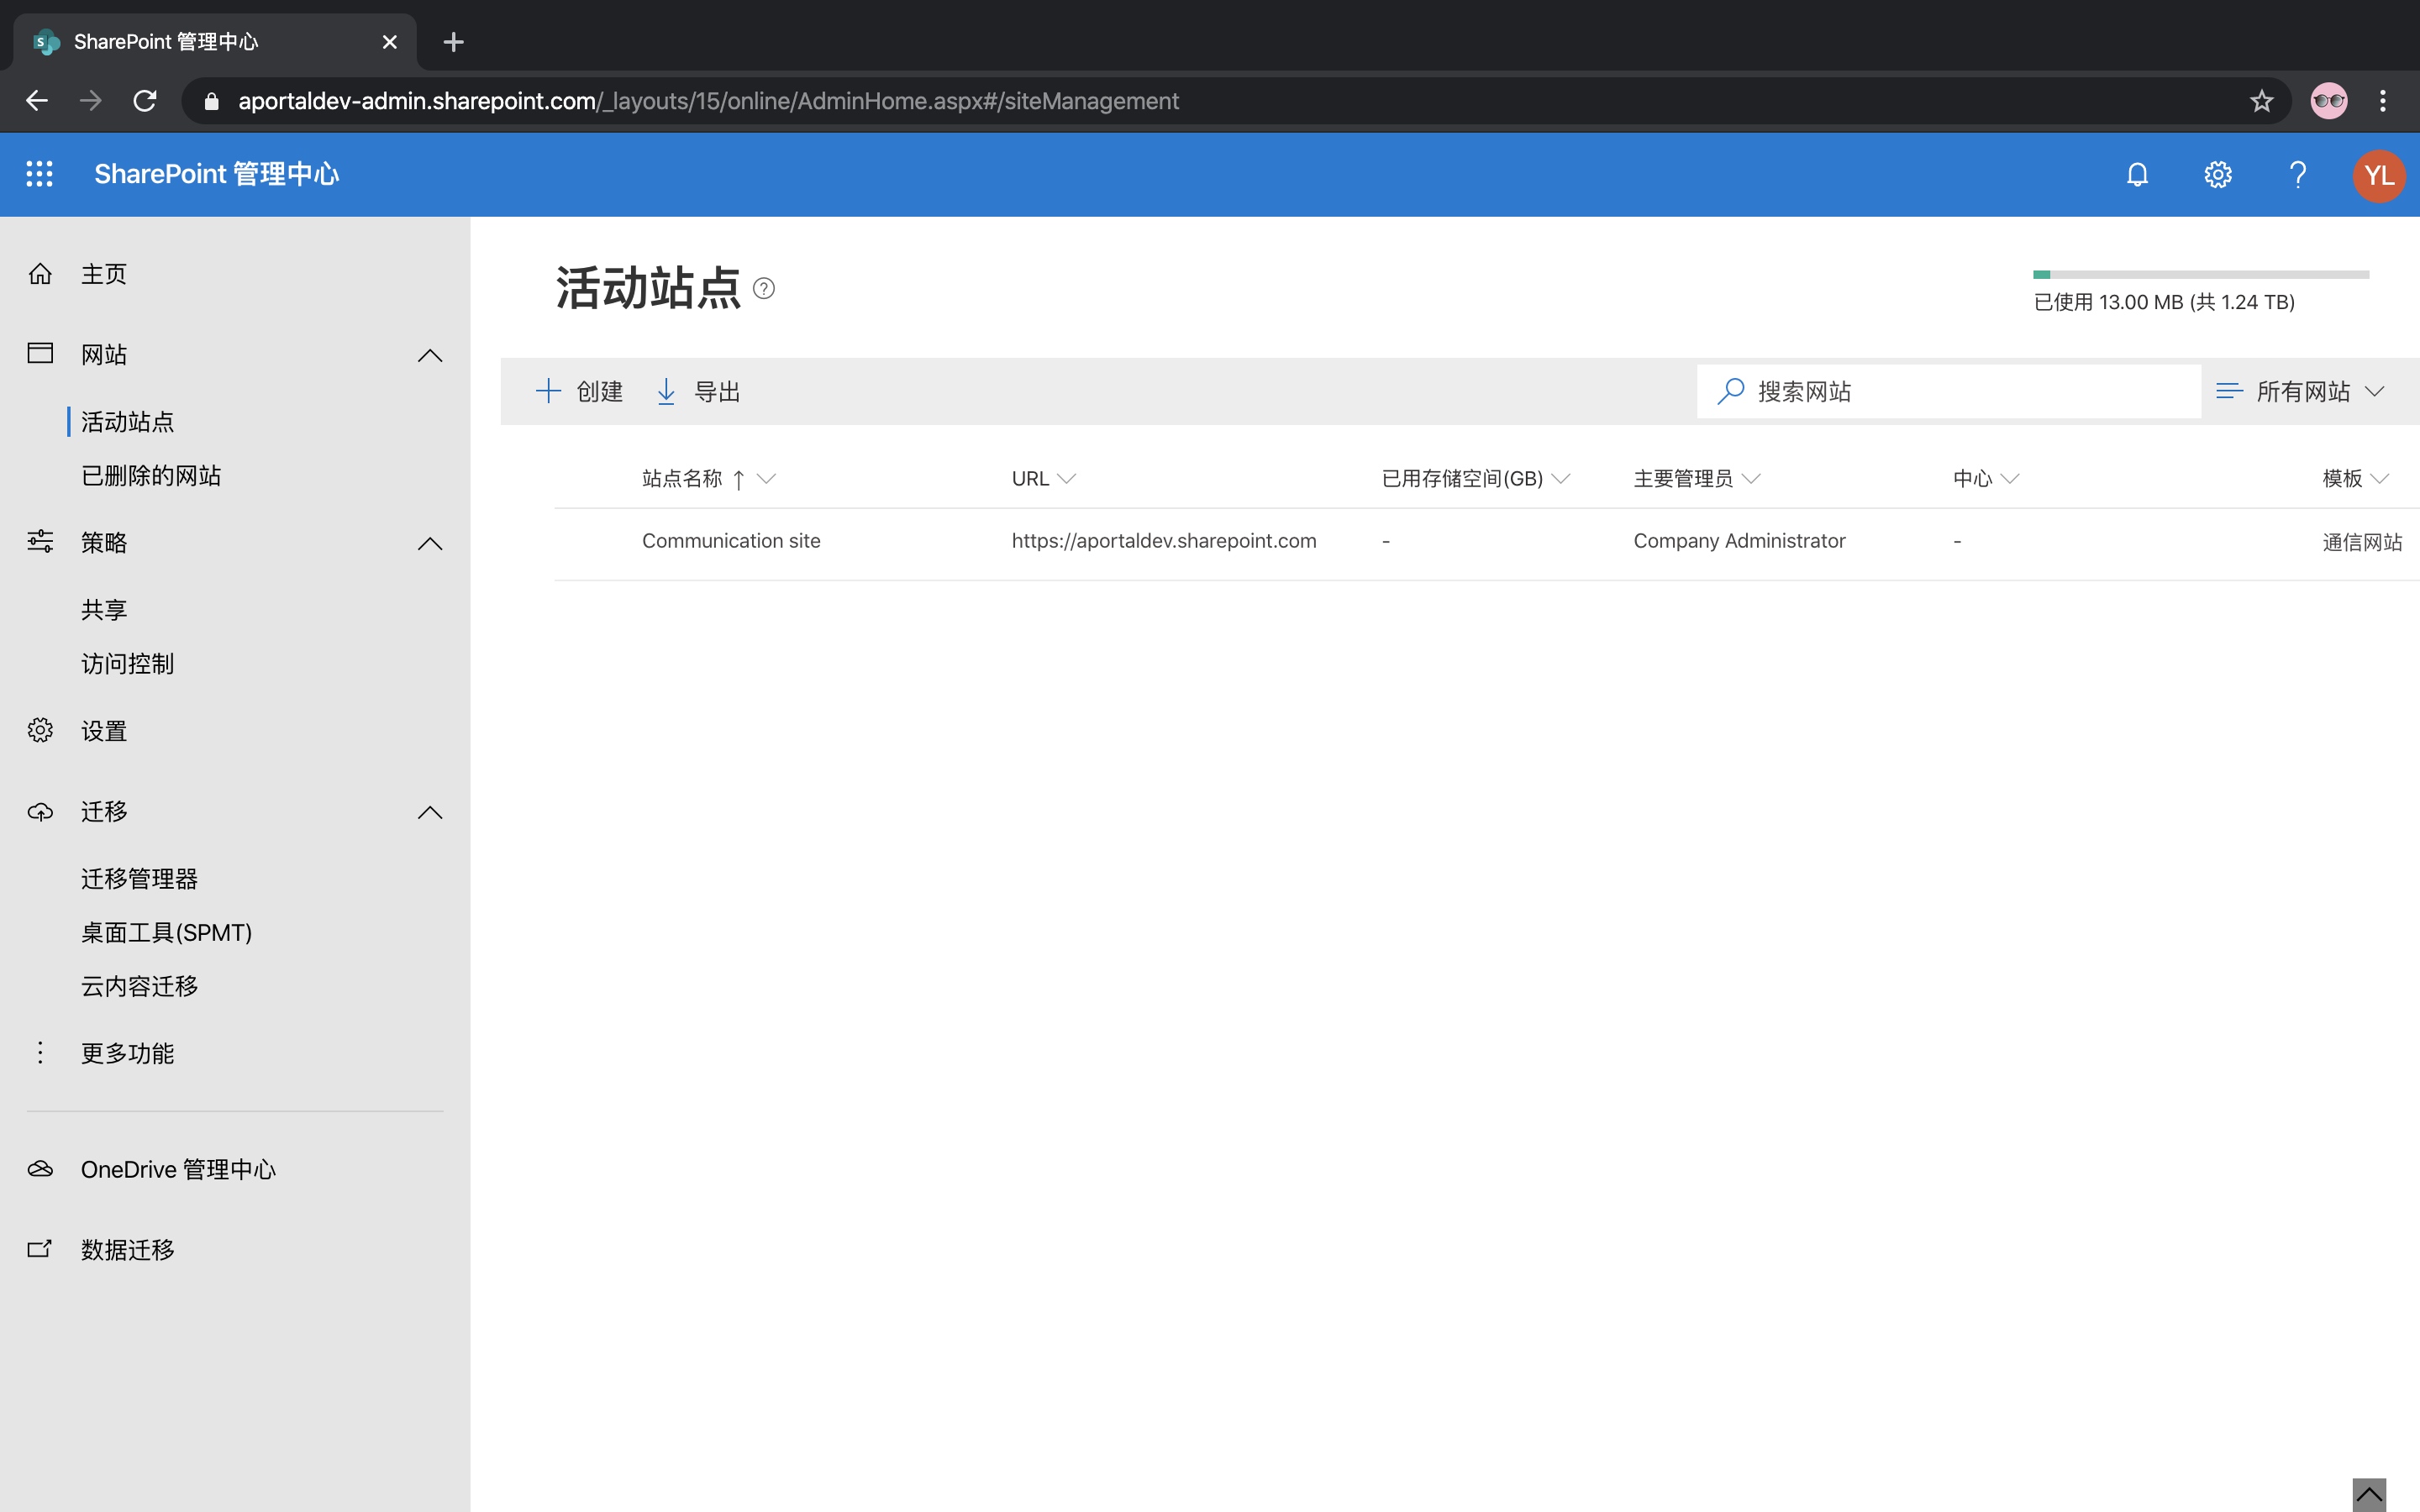 SharePoint 管理中心
aportaldev-admin.sharepoint.com/_layouts/15/online/AdminHome.aspx#/siteManagement
SharePoint 管理中心
YL
主页
网站
活动站点
已删除的网站
策略
共享
访问控制
设置
迁移
迁移管理器
桌面工具(SPMT)
云内容迁移
更多功能
OneDrive 管理中心
数据迁移
活动站点
已使用 13.00 MB (共 1.24 TB)
创建 导出 搜索网站 所有网站
站点名称 URL 已用存储空间(GB) 主要管理员 中心 模板
Communication site https://aportaldev.sharepoint.com - Company Administrator - 通信网站